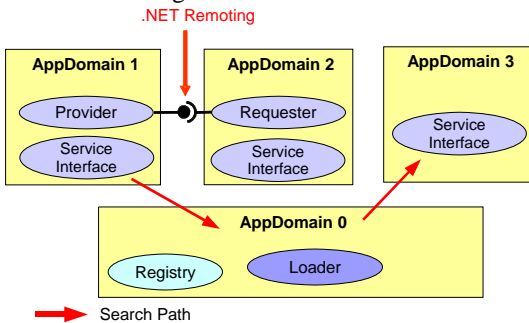 .NET Remoting
AppDomain 1
AppDomain 2
AppDomain 3
Provider
Requester
Service
Interface
Service
Interface
Service
Interface
AppDomain 0
Registry
Loader
Search Path